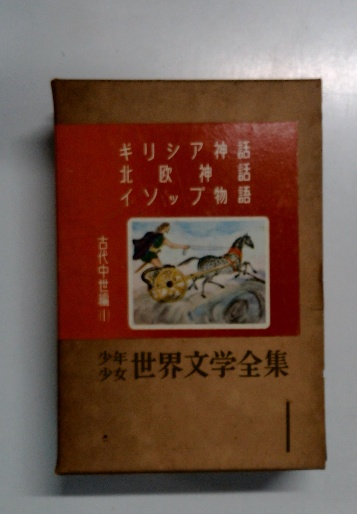 ギリシア神話
北欧神話
イソップ物語
古代中世編(1)
少年少女世界文学全集
1